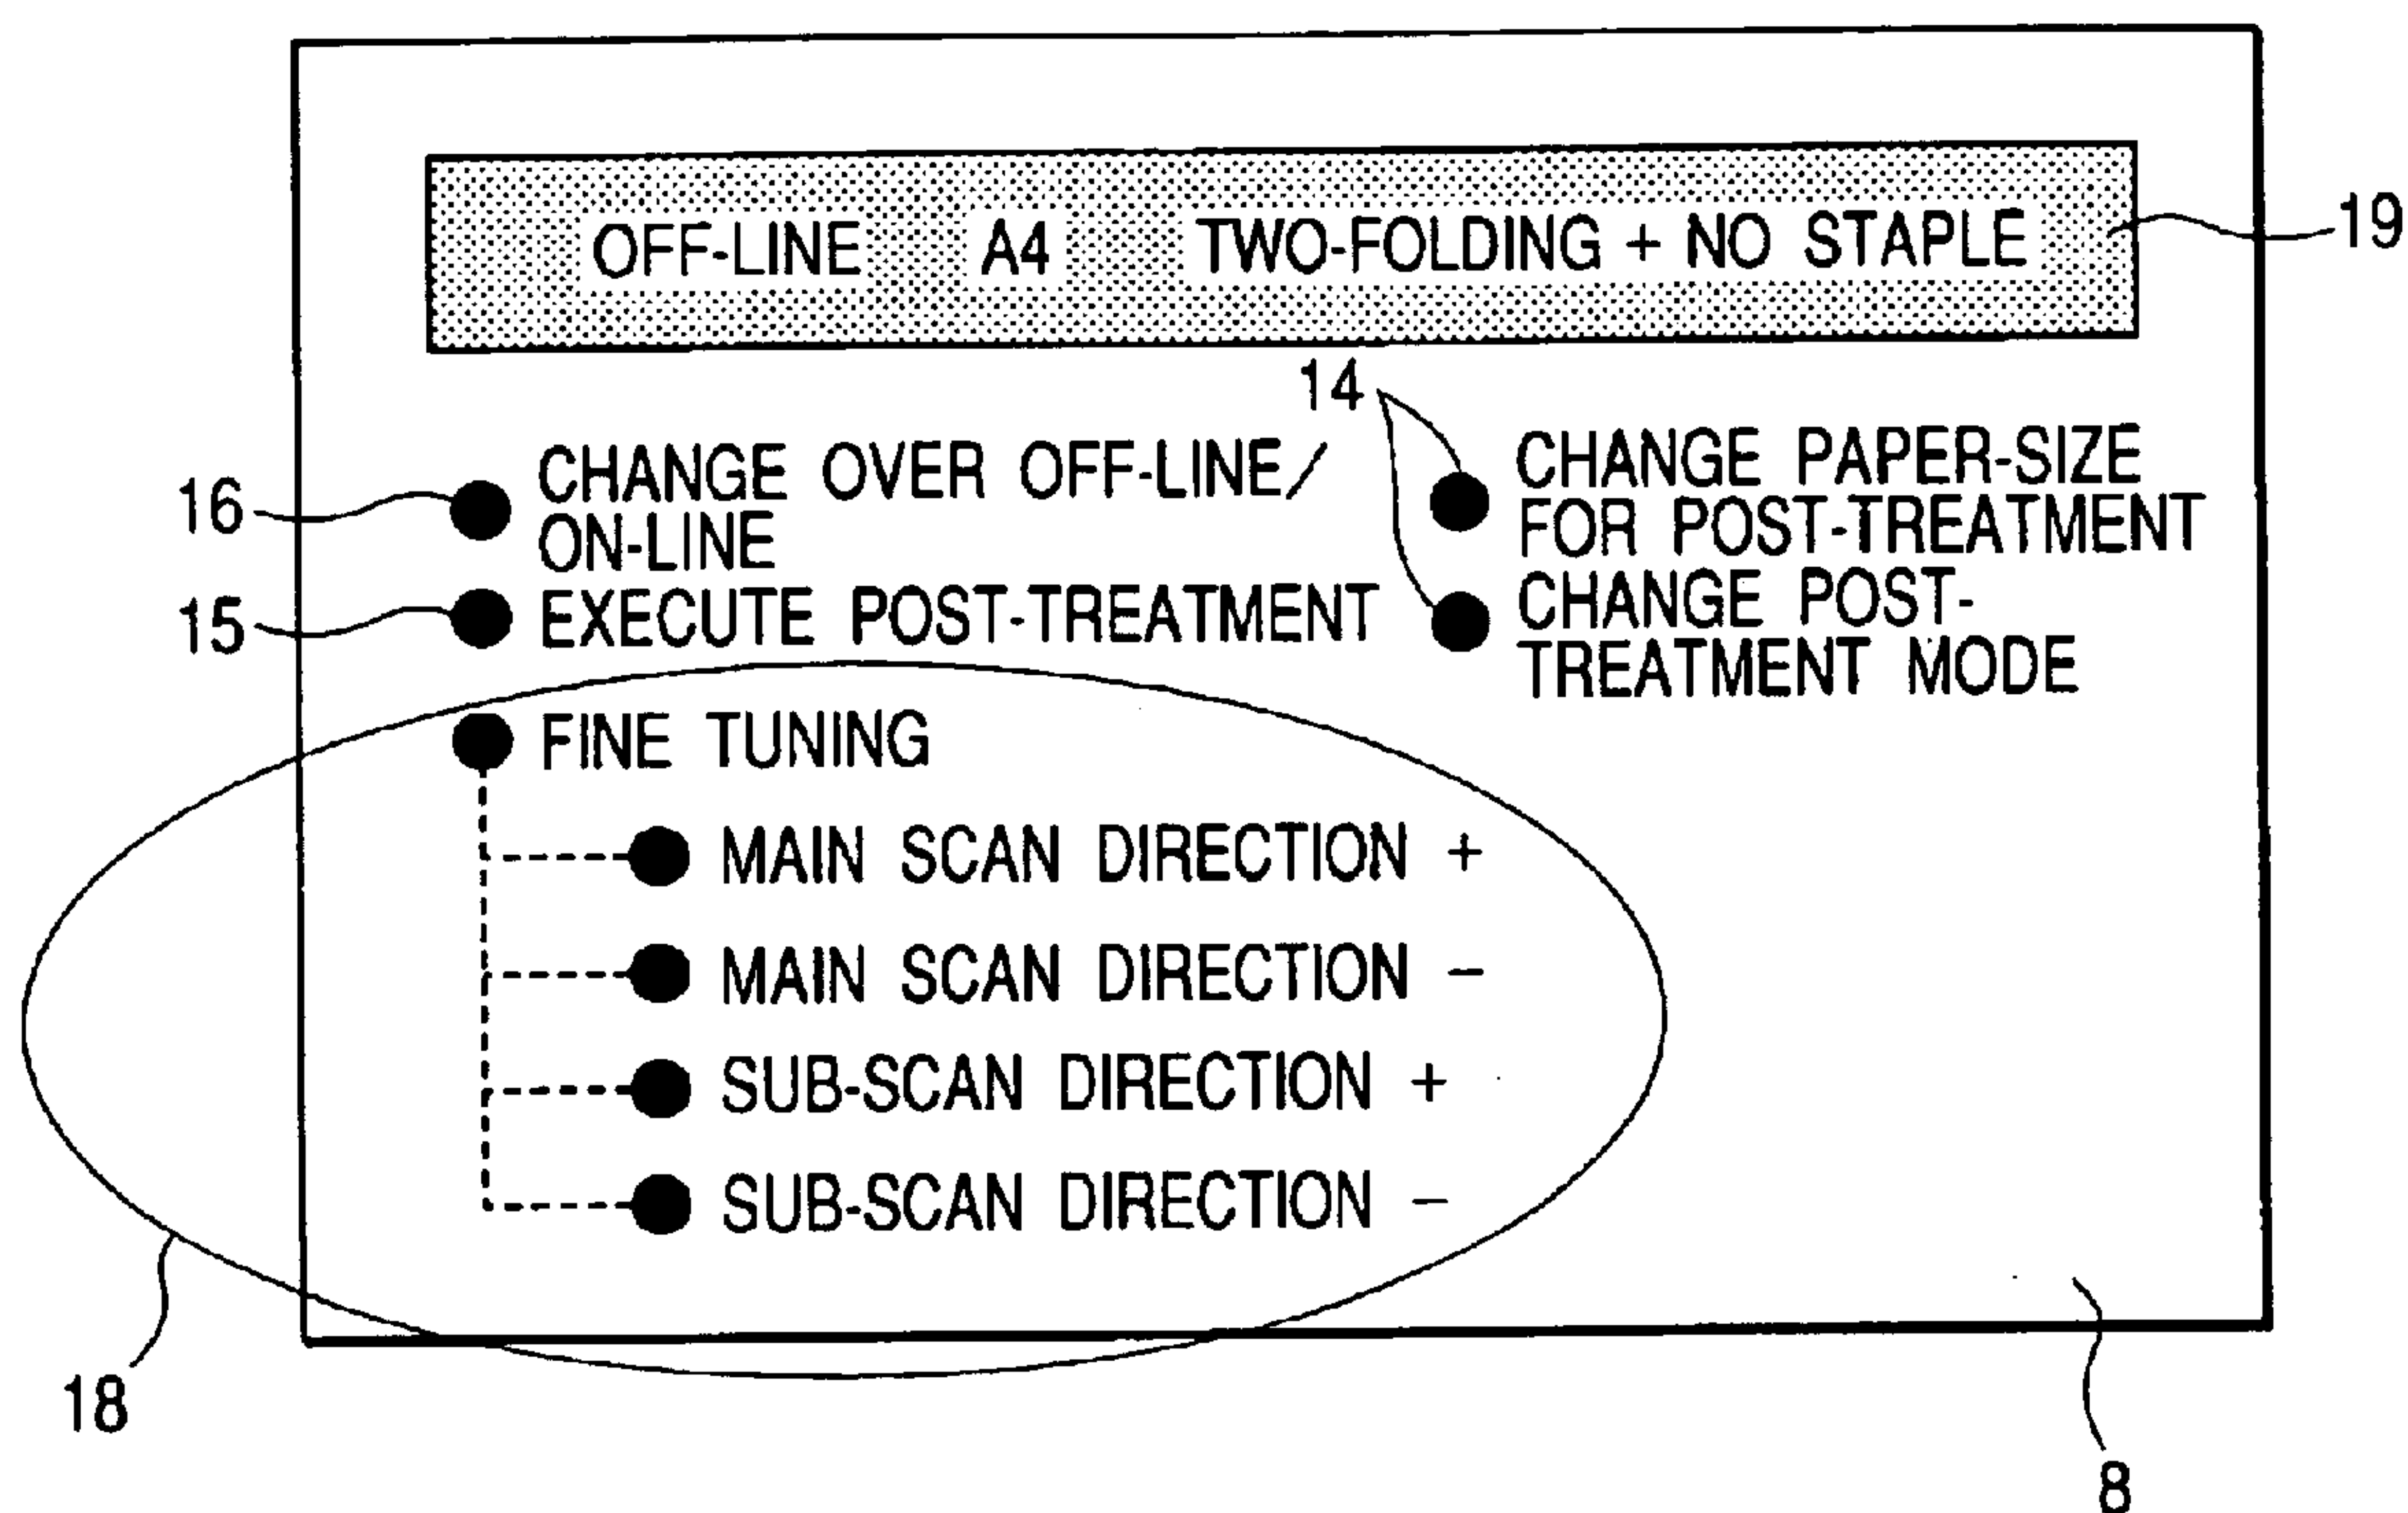 OFF-LINE A4 TWO-FOLDING + NO STAPLE
19
14
16
CHANGE OVER OFF-LINE/
ON-LINE
15
EXECUTE POST-TREATMENT
CHANGE PAPER-SIZE
FOR POST-TREATMENT
CHANGE POST-
TREATMENT MODE
FINE TUNING
MAIN SCAN DIRECTION +
MAIN SCAN DIRECTION −
SUB-SCAN DIRECTION +
SUB-SCAN DIRECTION −
18
8